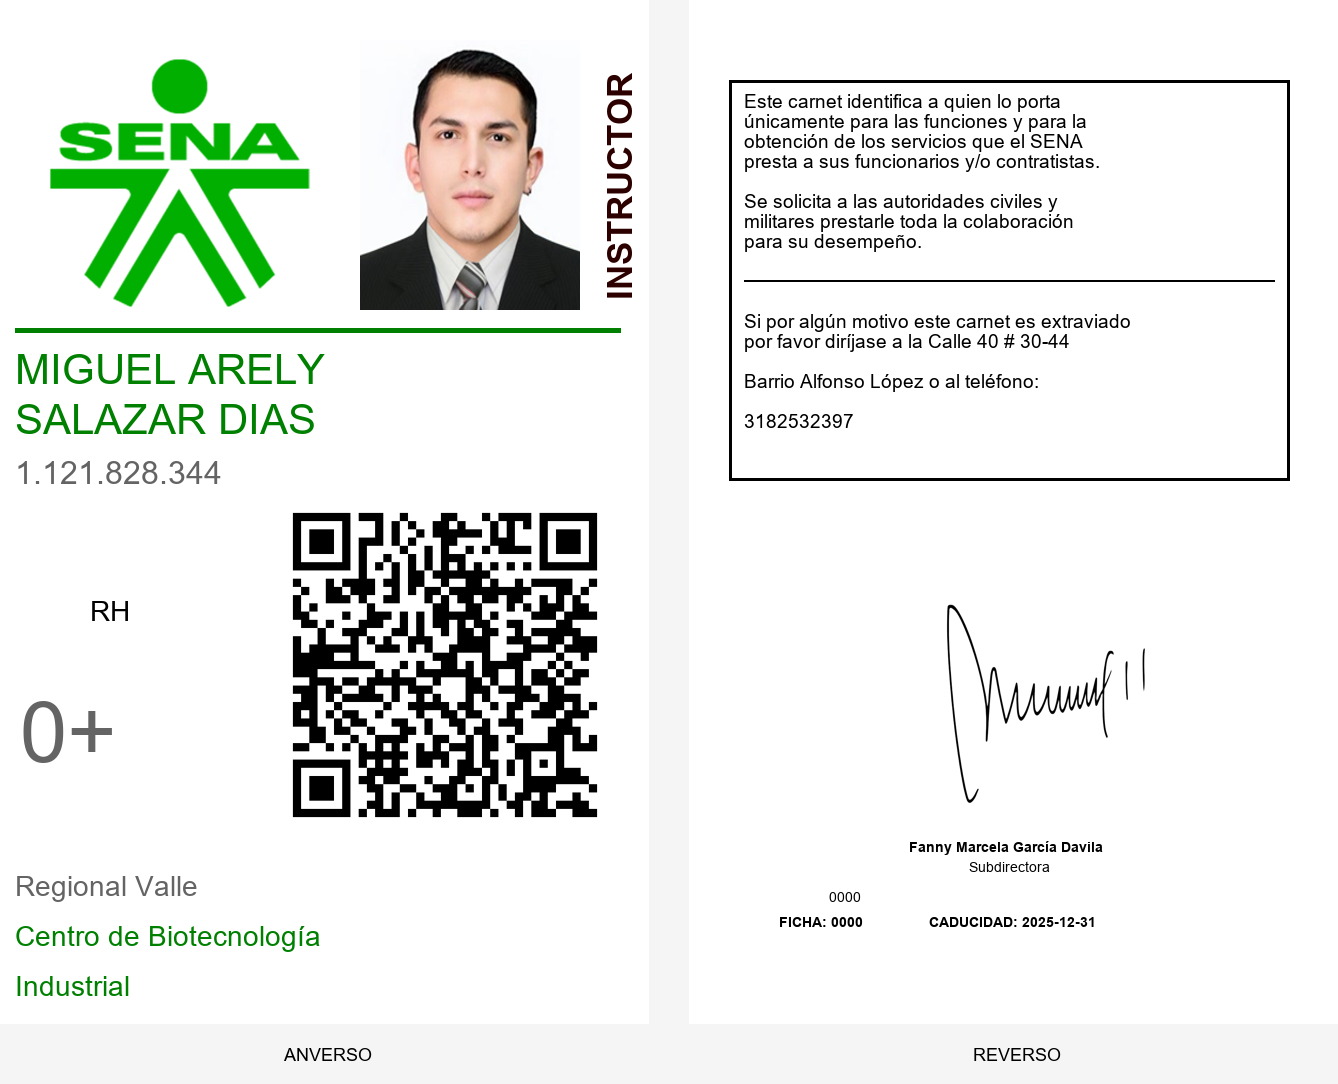 SENA
INSTRUCTOR
MIGUEL ARELY
SALAZAR DIAS
1.121.828.344
RH
0+
Regional Valle
Centro de Biotecnología
Industrial
ANVERSO
Este carnet identifica a quien lo porta
únicamente para las funciones y para la
obtención de los servicios que el SENA
presta a sus funcionarios y/o contratistas.
Se solicita a las autoridades civiles y
militares prestarle toda la colaboración
para su desempeño.
Si por algún motivo este carnet es extraviado
por favor diríjase a la Calle 40 # 30-44
Barrio Alfonso López o al teléfono:
3182532397
Fanny Marcela García Davila
Subdirectora
0000
FICHA: 0000 CADUCIDAD: 2025-12-31
REVERSO